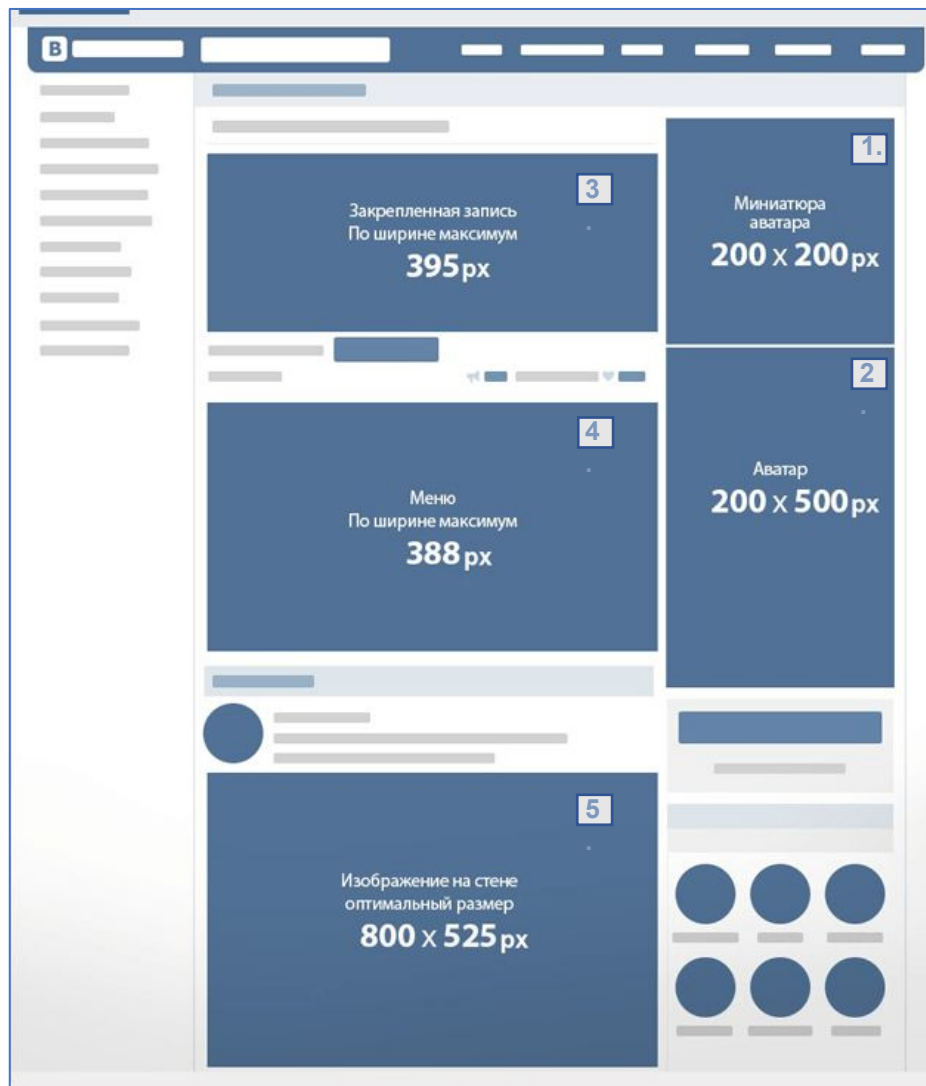 B
1.
3
Закрепленная запись
По ширине максимум
395 px
Миниатюра
аватара
200 x 200 px
2
4
Меню
По ширине максимум
388 px
Аватар
200 x 500 px
5
Изображение на стене
оптимальный размер
800 x 525 px